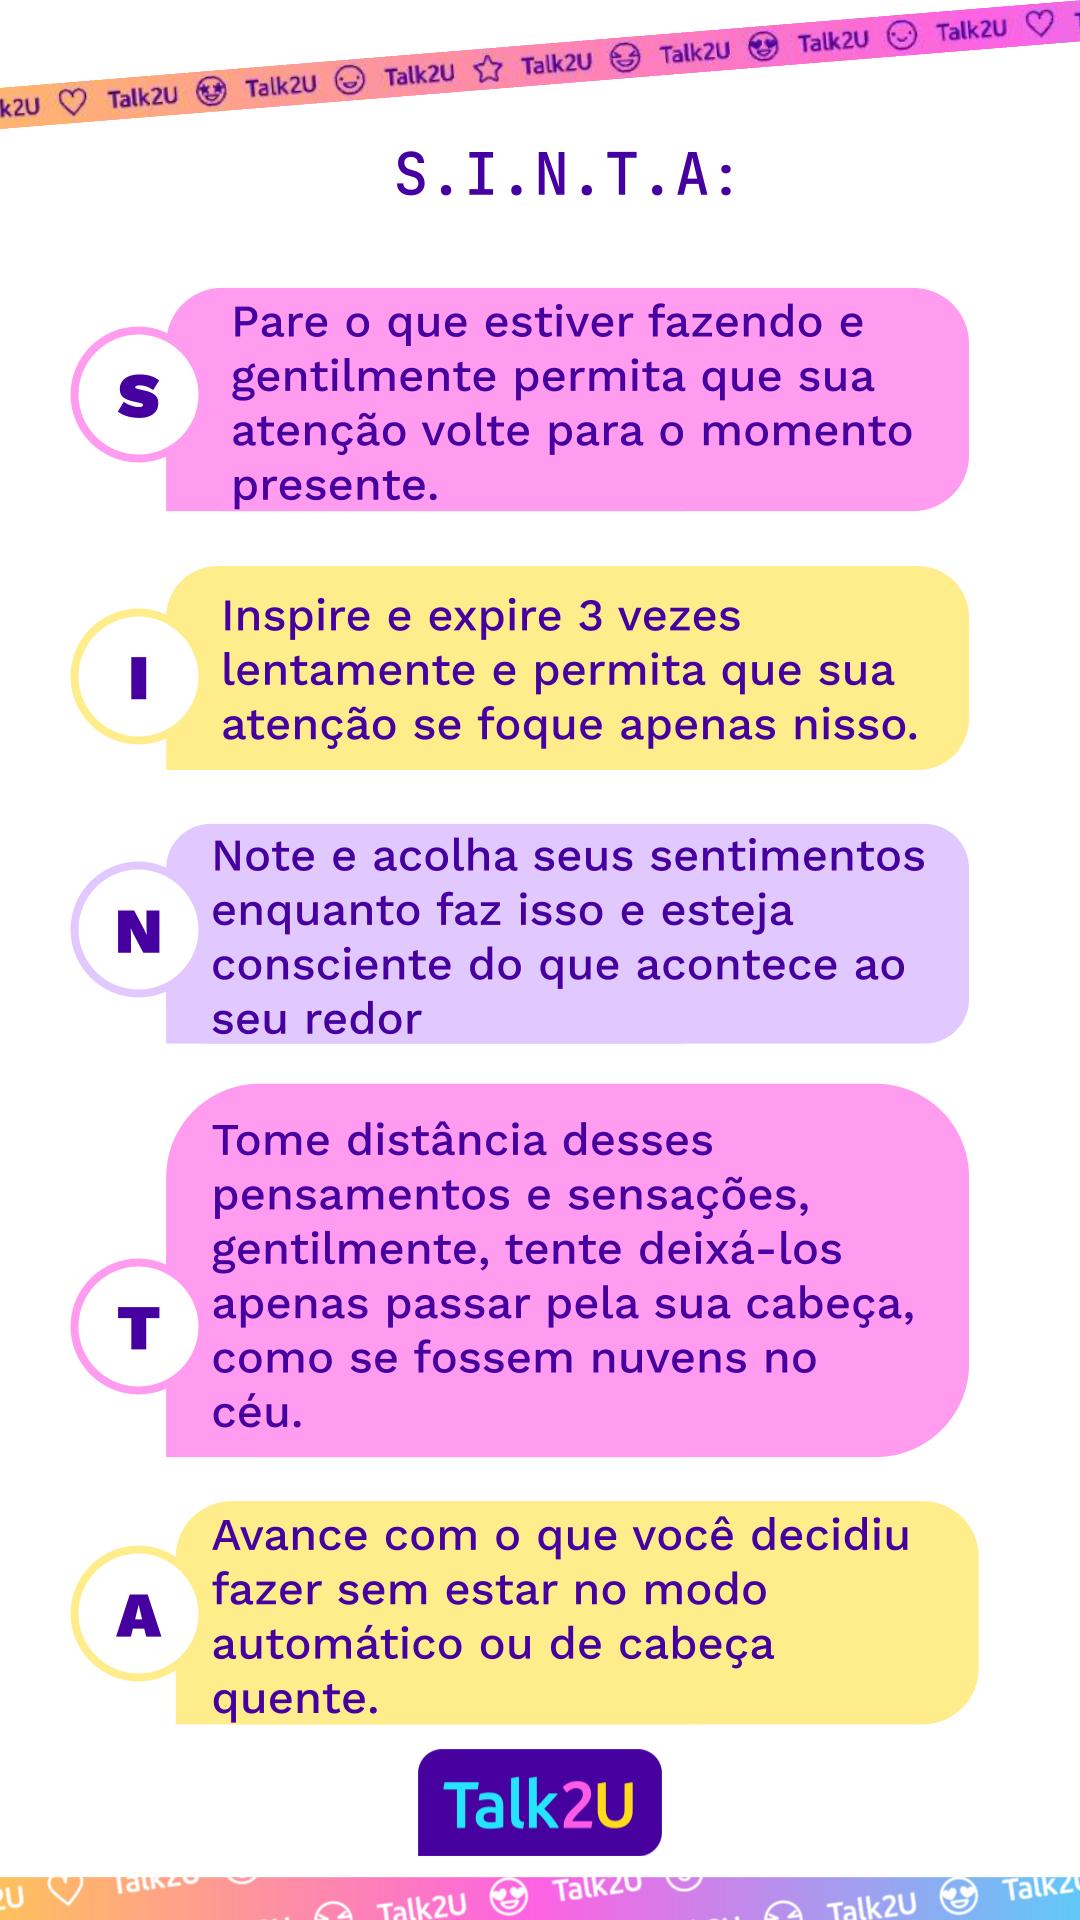 k2U Talk2U Talk2U Talk2U Talk2U Talk2U Talk2U Talk2U
S.I.N.T.A:
S
Pare o que estiver fazendo e
gentilmente permita que sua
atenção volte para o momento
presente.
I
Inspire e expire 3 vezes
lentamente e permita que sua
atenção se foque apenas nisso.
N
Note e acolha seus sentimentos
enquanto faz isso e esteja
consciente do que acontece ao
seu redor
T
Tome distância desses
pensamentos e sensações,
gentilmente, tente deixá-los
apenas passar pela sua cabeça,
como se fossem nuvens no
céu.
A
Avance com o que você decidiu
fazer sem estar no modo
automático ou de cabeça
quente.
Talk2U
2U Talk2U Talk2U Talk2U Talk2U Talk2U